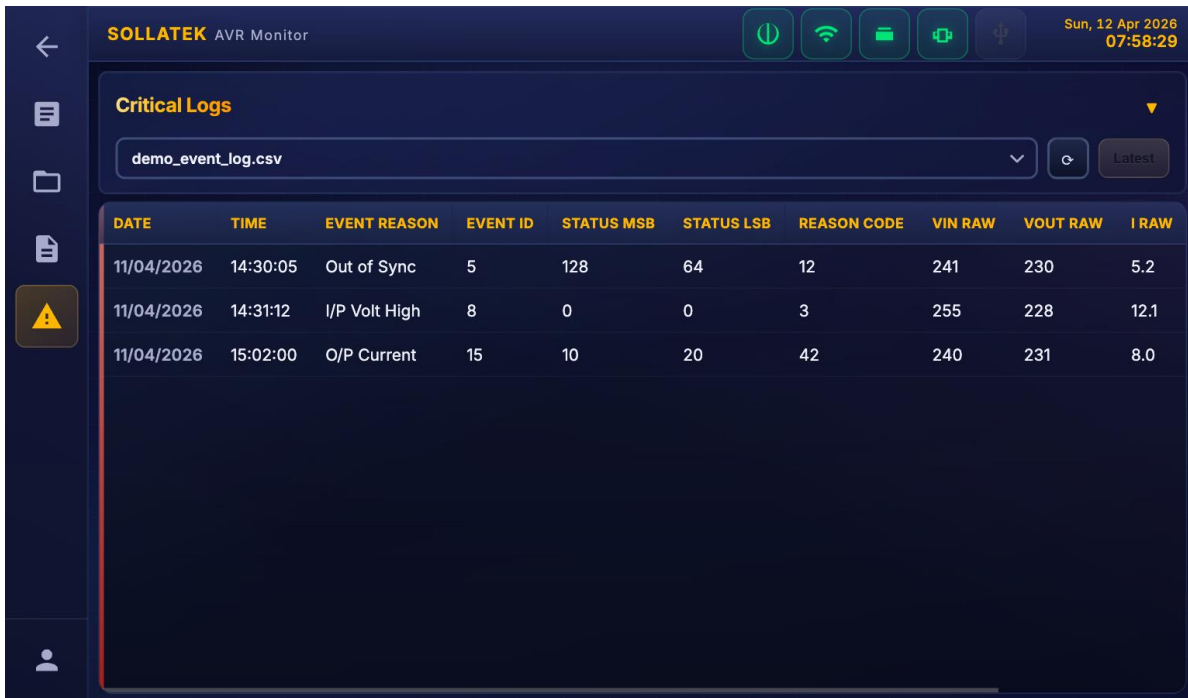 SOLLATEK AVR Monitor
Sun, 12 Apr 2026
07:58:29
Critical Logs
demo_event_log.csv
Latest
DATE TIME EVENT REASON EVENT ID STATUS MSB STATUS LSB REASON CODE VIN RAW VOUT RAW I RAW
11/04/2026 14:30:05 Out of Sync 5 128 64 12 241 230 5.2
11/04/2026 14:31:12 I/P Volt High 8 0 0 3 255 228 12.1
11/04/2026 15:02:00 O/P Current 15 10 20 42 240 231 8.0